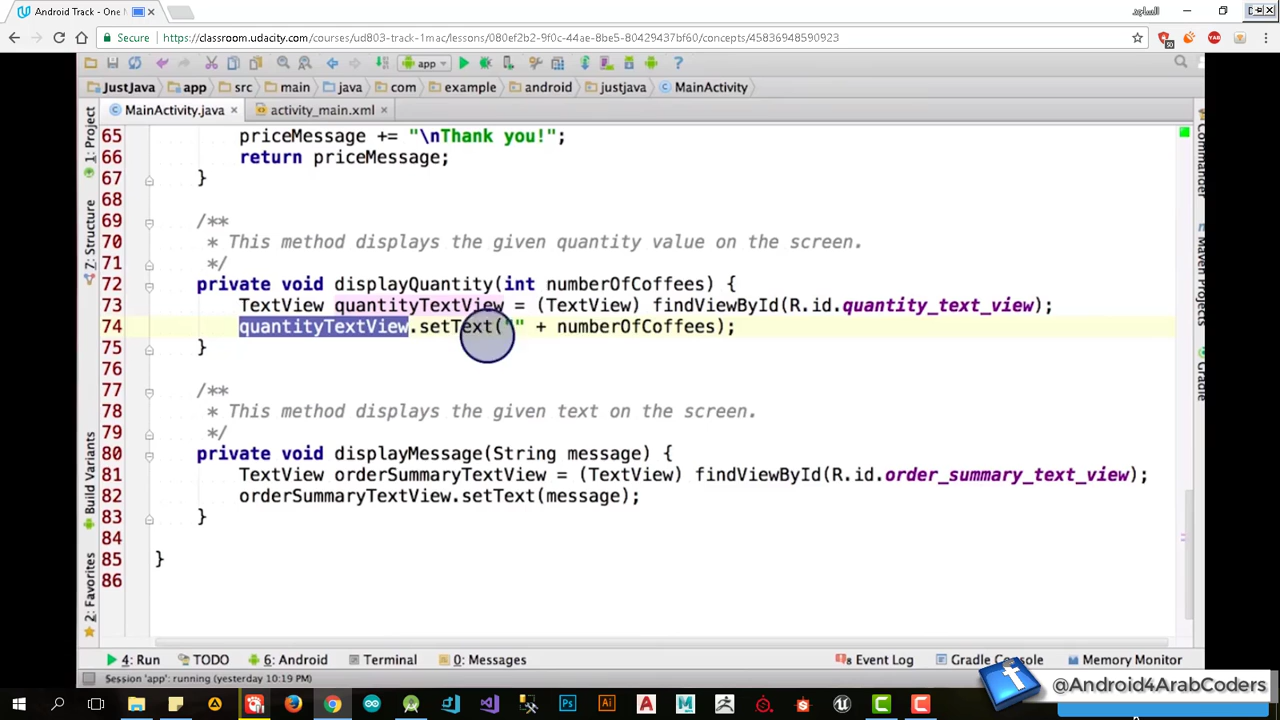 Android Track - One M
الساجد
Secure https://classroom.udacity.com/courses/ud803-track-1mac/lessons/080ef2b2-9f0c-44ae-8be5-80429437bf60/concepts/45836948590923
app
JustJava app src main java com example android justjava MainActivity
MainActivity.java activity_main.xml
1: Project
7: Structure
Build Variants
2: Favorites
Commander
Maven Projects
Gradle
65 priceMessage += "\nThank you!";
66 return priceMessage;
67 }
68
69 /**
70 * This method displays the given quantity value on the screen.
71 */
72 private void displayQuantity(int numberOfCoffees) {
73 TextView quantityTextView = (TextView) findViewById(R.id.quantity_text_view);
74 quantityTextView.setText("" + numberOfCoffees);
75 }
76
77 /**
78 * This method displays the given text on the screen.
79 */
80 private void displayMessage(String message) {
81 TextView orderSummaryTextView = (TextView) findViewById(R.id.order_summary_text_view);
82 orderSummaryTextView.setText(message);
83 }
84
85 }
86
4: Run TODO 6: Android Terminal 0: Messages 8 Event Log Gradle Console Memory Monitor
Session 'app': running (yesterday 10:19 PM)
@Android4ArabCoders